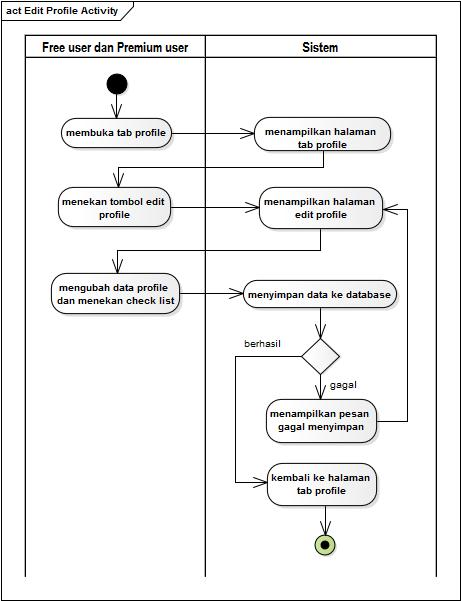 act Edit Profile Activity
Free user dan Premium user
Sistem
membuka tab profile
menampilkan halaman
tab profile
menekan tombol edit
profile
menampilkan halaman
edit profile
mengubah data profile
dan menekan check list
menyimpan data ke database
berhasil
gagal
menampilkan pesan
gagal menyimpan
kembali ke halaman
tab profile